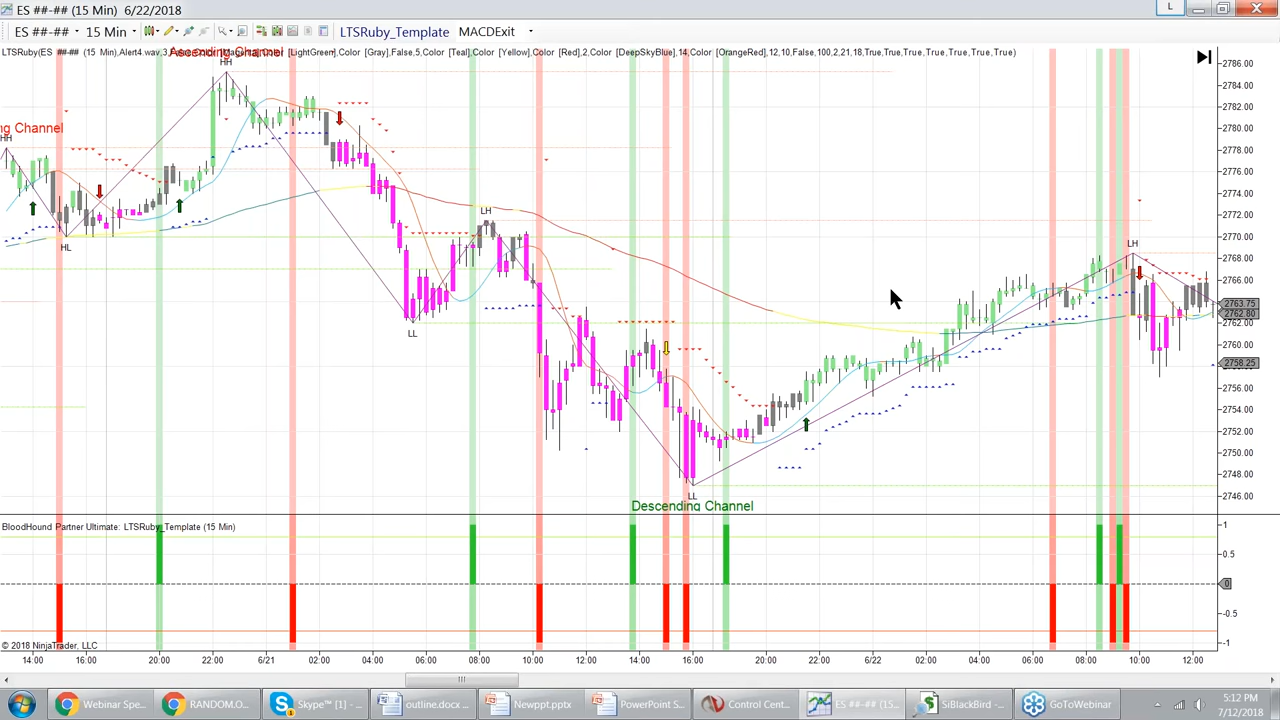 ES ##-## (15 Min) 6/22/2018
L
ES ##-## 15 Min LTSRuby_Template MACDExit
[LightGreen],Color [Gray],False,5,Color [Teal],Color [Yellow],Color [Red],2,Color [DeepSkyBlue],14,Color [OrangeRed],12,10,False,100,2,21,18,True,True,True,True,True,True,True)
LTSRuby(ES ##-## (15 Min),Alert4.wav,3,
Ascending Channel
HH
ng Channel
HH
HL
LH
LL
LH
LL
Descending Channel
2786.00
2784.00
2782.00
2780.00
2778.00
2776.00
2774.00
2772.00
2770.00
2768.00
2766.00
2763.75
2762.80
2762.00
2760.00
2758.25
2756.00
2754.00
2752.00
2750.00
2748.00
2746.00
BloodHound Partner Ultimate: LTSRuby_Template (15 Min)
1
0.5
0
-0.5
-1
© 2018 NinjaTrader, LLC
14:00 16:00 20:00 22:00 6/21 02:00 04:00 06:00 08:00 10:00 12:00 14:00 16:00 20:00 22:00 6/22 02:00 04:00 06:00 08:00 10:00 12:00
Webinar Spe... RANDOM.O... Skype™ [1] - ... outline.docx ... Newppt.pptx PowerPoint S... Control Cent... ES ##-## (15... SiBlackBird -... GoToWebinar
5:12 PM
7/12/2018